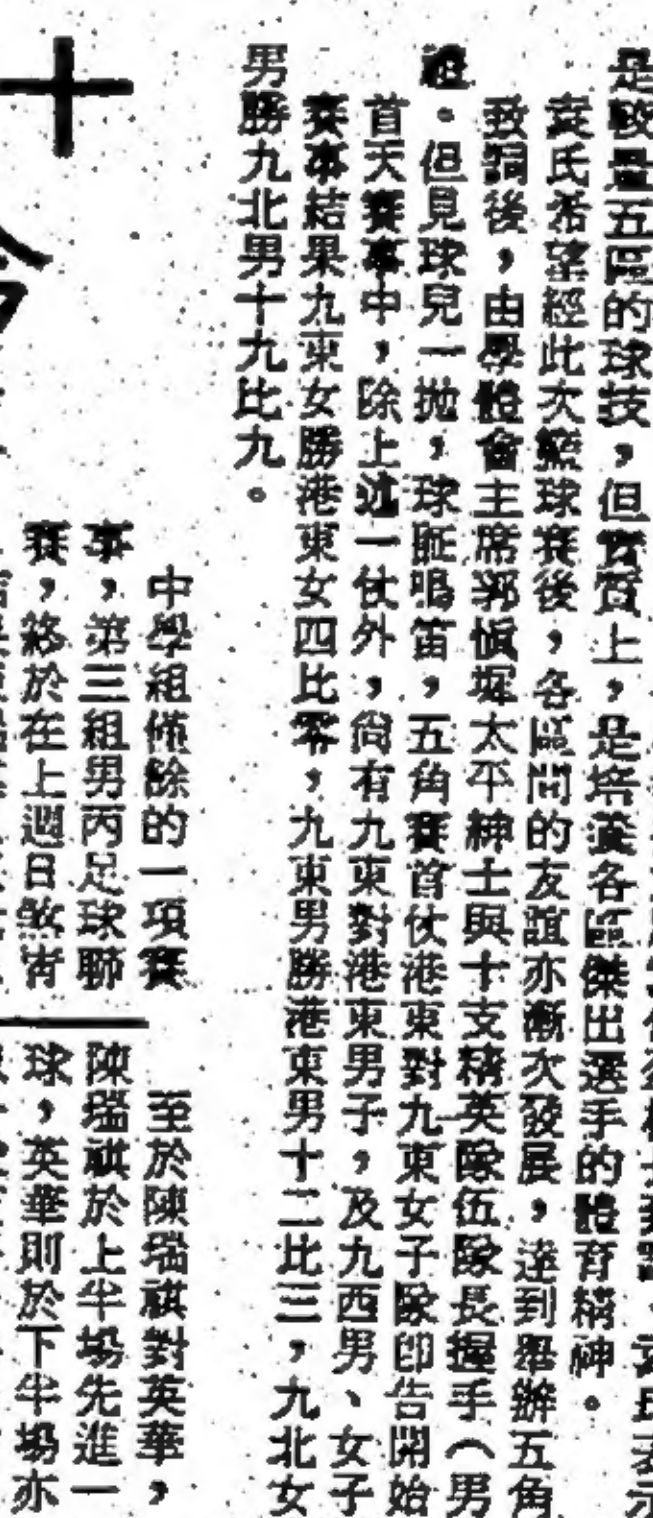 是較量五區的球技，但實質上，是培養各區傑出選手的體育精神。
袁氏希望經此次籃球賽後，各區間的友誼亦漸次發展，達到舉辦五角
致詞後，由學體會主席郭慎墀太平紳士與十支精英隊伍隊長握手（男
。但見球兒一拋，球証鳴笛，五角賽首仗港東對九東女子隊即告開始
首天賽事中，除上述一仗外，尙有九東對港東男子，及九西男、女子
賽事結果九東女勝港東女四比零，九東男勝港東男十二比三，九北女
男勝九北男十九比九。
十
中學組僅餘的一項賽
事，第三組男丙足球聯
賽，終於在上週日煞靑
至於陳瑞祺對英華，
陳瑞祺於上半場先進一
球，英華則於下半場亦